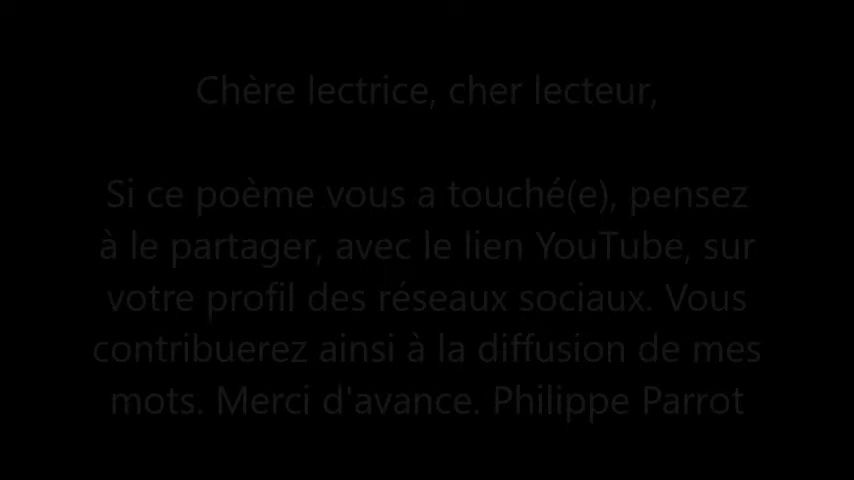 Chère lectrice, cher lecteur,
Si ce poème vous a touché(e), pensez
à le partager, avec le lien YouTube, sur
votre profil des réseaux sociaux. Vous
contribuerez ainsi à la diffusion de mes
mots. Merci d'avance. Philippe Parrot